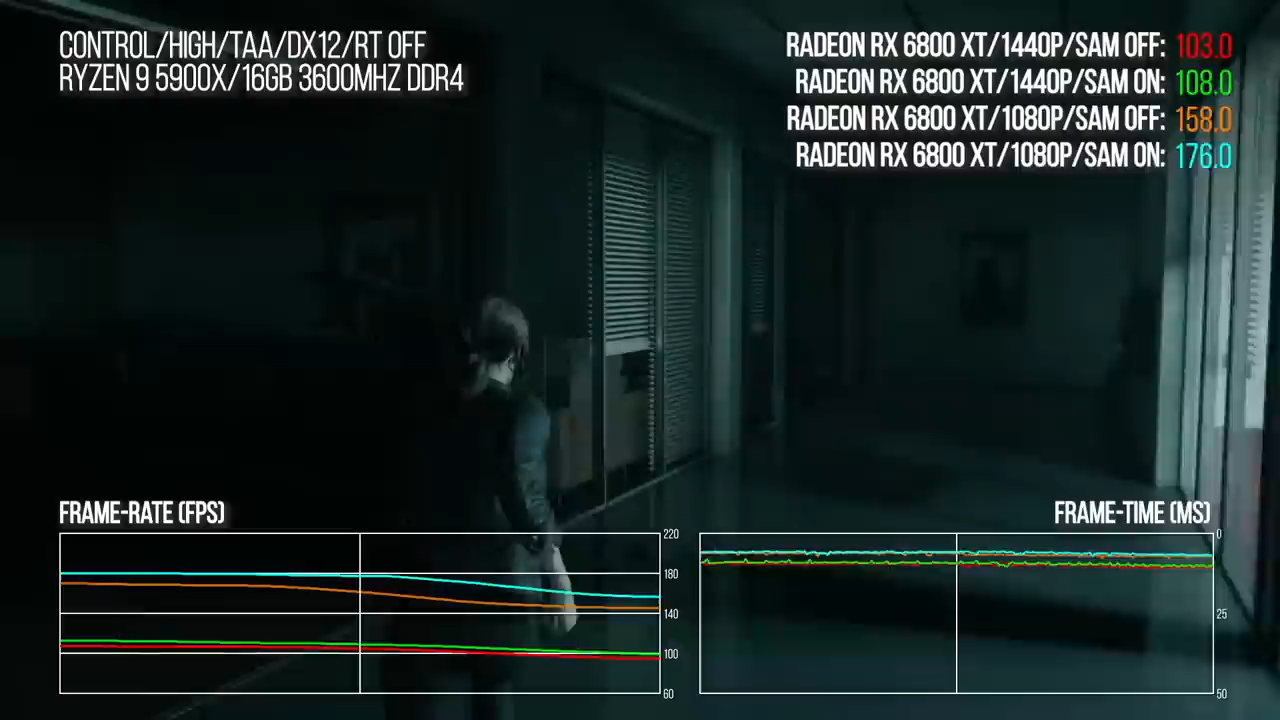 CONTROL/HIGH/TAA/DX12/RT OFF
RYZEN 9 5900X/16GB 3600MHZ DDR4
RADEON RX 6800 XT/1440P/SAM OFF: 103.0
RADEON RX 6800 XT/1440P/SAM ON: 108.0
RADEON RX 6800 XT/1080P/SAM OFF: 158.0
RADEON RX 6800 XT/1080P/SAM ON: 176.0
FRAME-RATE (FPS)
220
180
140
100
60
FRAME-TIME (MS)
0
25
50